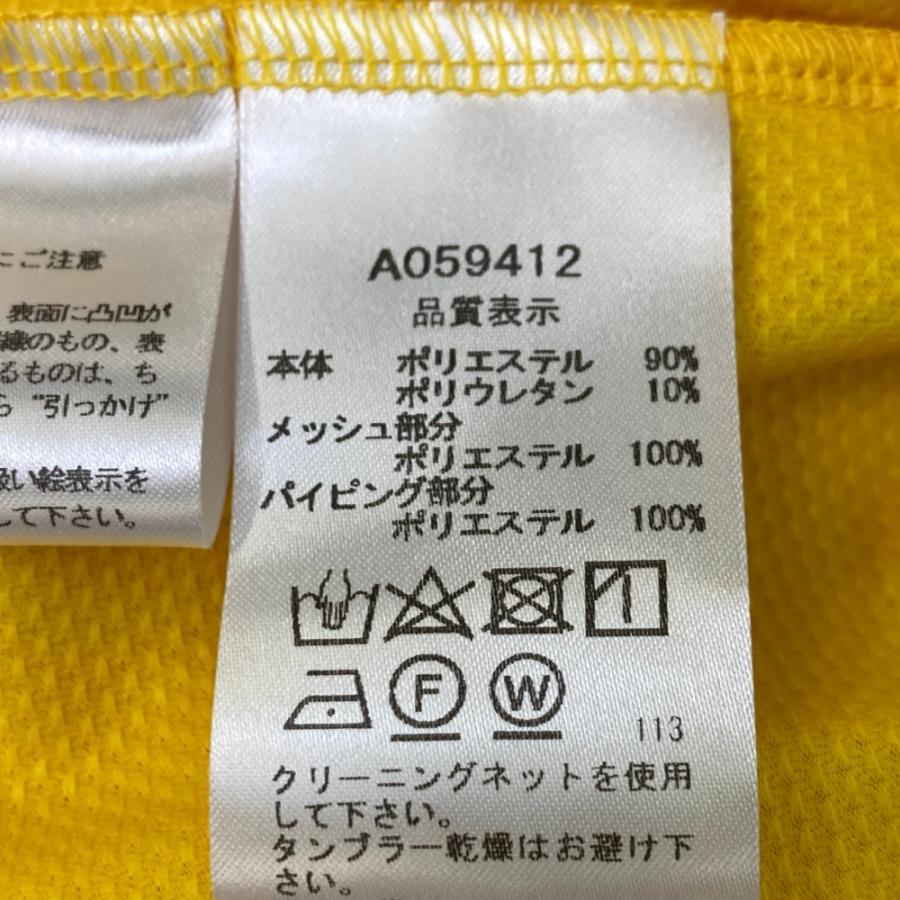 にご注意
表面に凸凹が
織のもの、表
るものは、ち
ら “引っかけ”
扱い絵表示を
して下さい。
A059412
品質表示
本体 ポリエステル 90%
ポリウレタン 10%
メッシュ部分
ポリエステル 100%
パイピング部分
ポリエステル 100%
F W 113
クリーニングネットを使用
して下さい。
タンブラー乾燥はお避け下
さい。